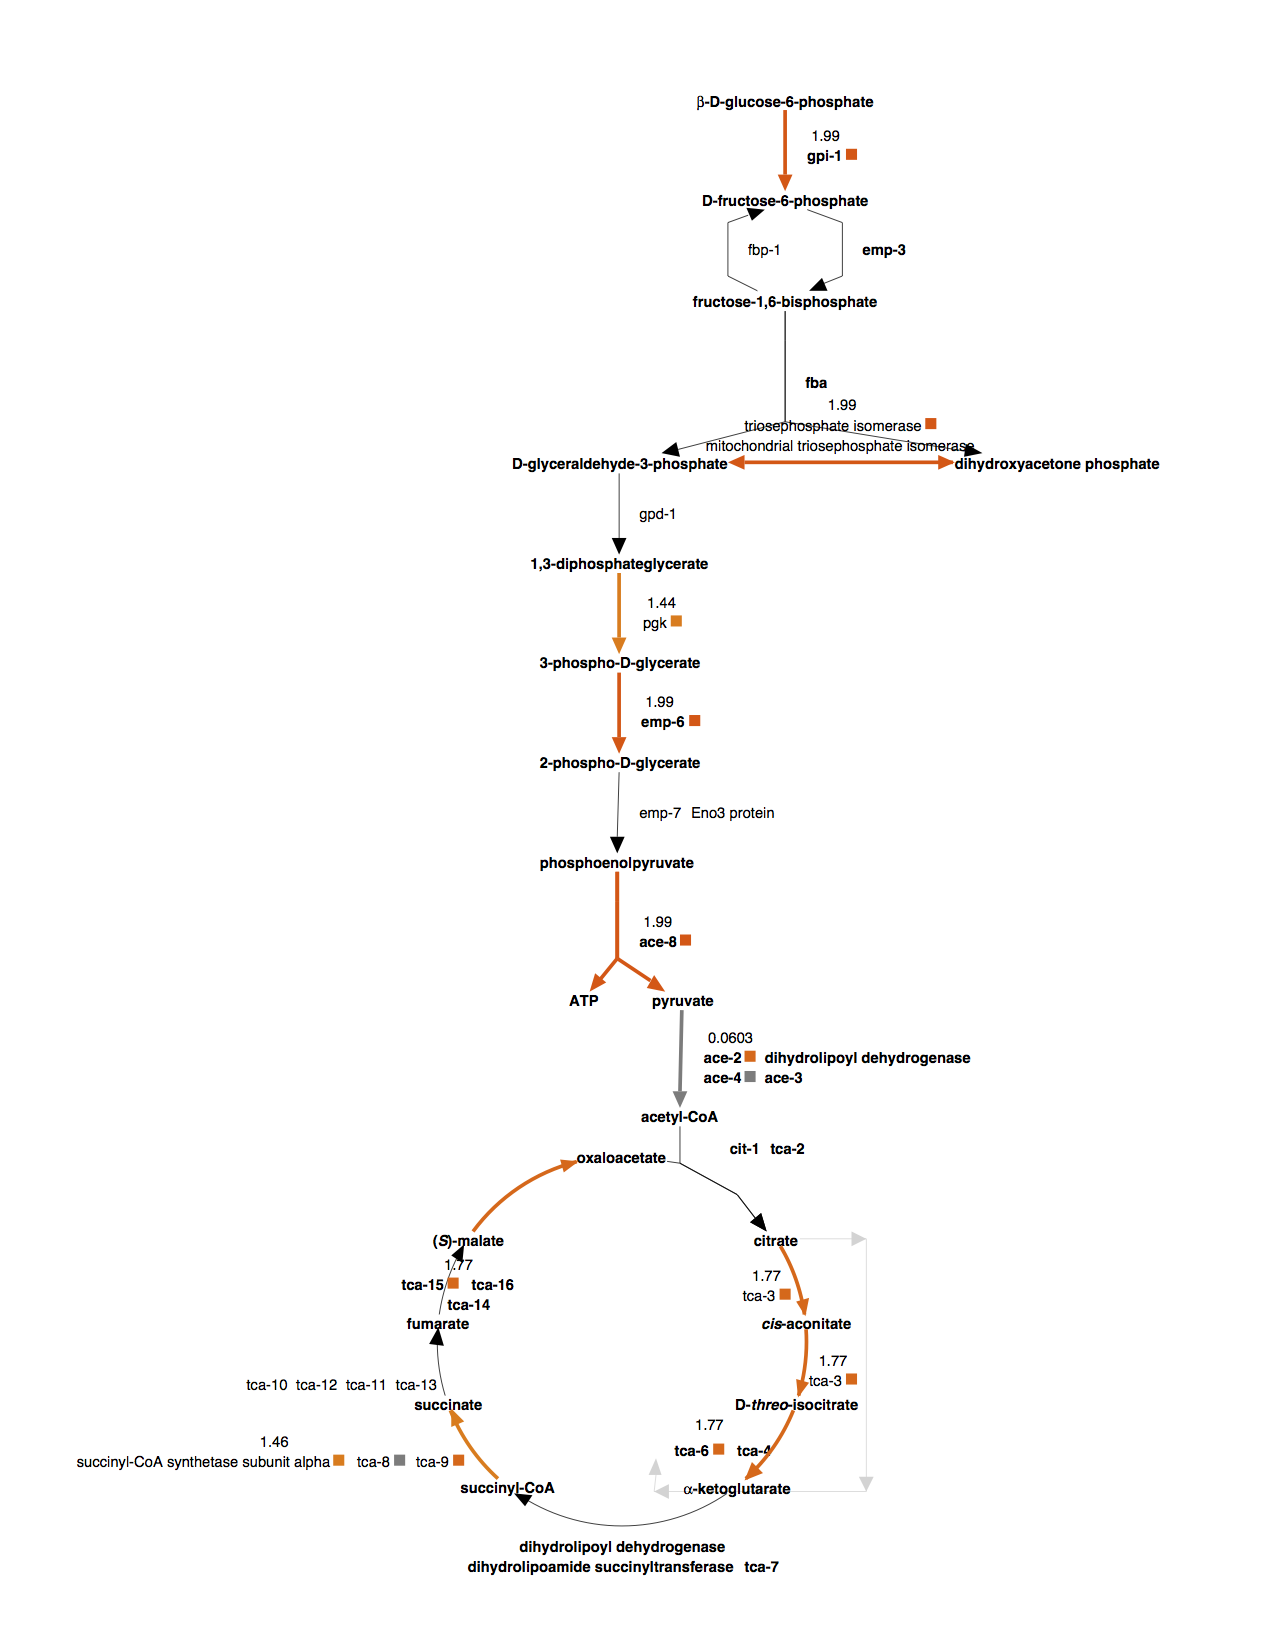 β-D-glucose-6-phosphate
1.99
gpi-1
D-fructose-6-phosphate
fbp-1
emp-3
fructose-1,6-bisphosphate
fba
1.99
triosephosphate isomerase
mitochondrial triosephosphate isomerase
D-glyceraldehyde-3-phosphate
dihydroxyacetone phosphate
gpd-1
1,3-diphosphateglycerate
1.44
pgk
3-phospho-D-glycerate
1.99
emp-6
2-phospho-D-glycerate
emp-7 Eno3 protein
phosphoenolpyruvate
1.99
ace-8
ATP
pyruvate
0.0603
ace-2 dihydrolipoyl dehydrogenase
ace-4 ace-3
acetyl-CoA
cit-1 tca-2
oxaloacetate
(S)-malate
citrate
1.77
tca-15 tca-16
tca-14
1.77
tca-3
fumarate
cis-aconitate
1.77
tca-3
tca-10 tca-12 tca-11 tca-13
succinate
D-threo-isocitrate
1.77
tca-6 tca-4
1.46
succinyl-CoA synthetase subunit alpha tca-8 tca-9
succinyl-CoA
α-ketoglutarate
dihydrolipoyl dehydrogenase
dihydrolipoamide succinyltransferase tca-7